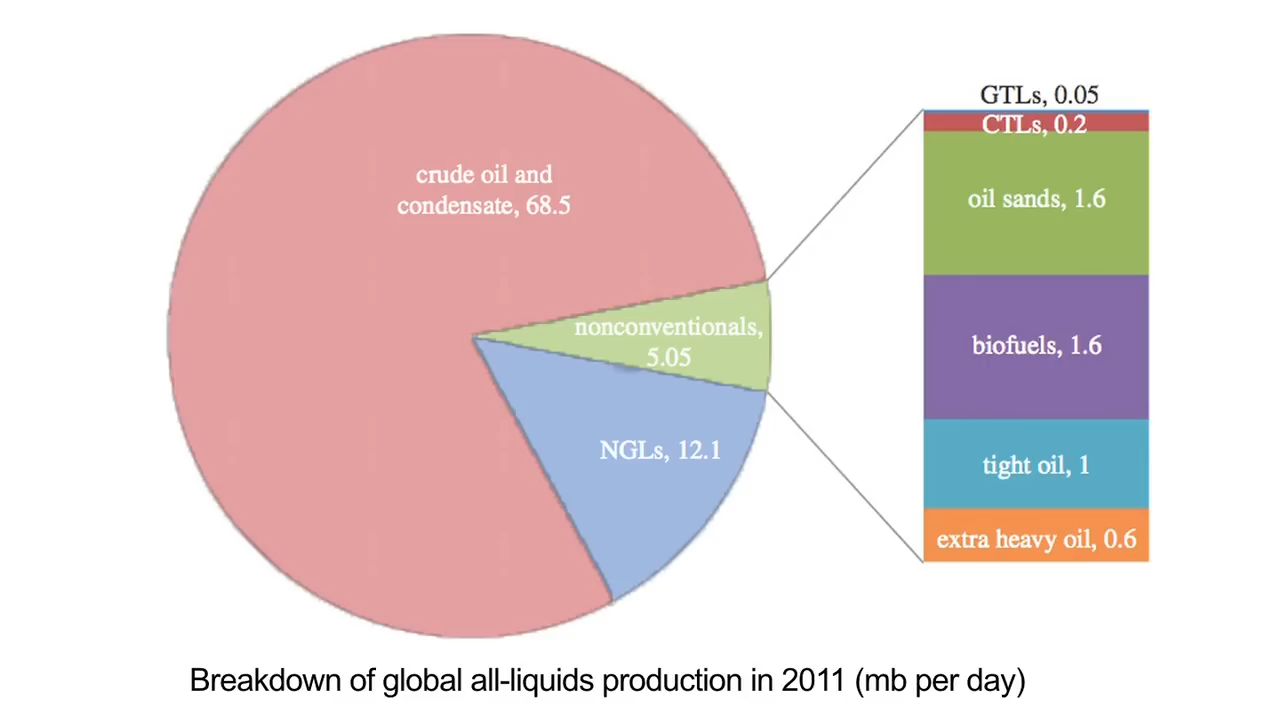 crude oil and
condensate, 68.5
nonconventionals,
5.05
NGLs, 12.1
GTLs, 0.05
CTLs, 0.2
oil sands, 1.6
biofuels, 1.6
tight oil, 1
extra heavy oil, 0.6
Breakdown of global all-liquids production in 2011 (mb per day)